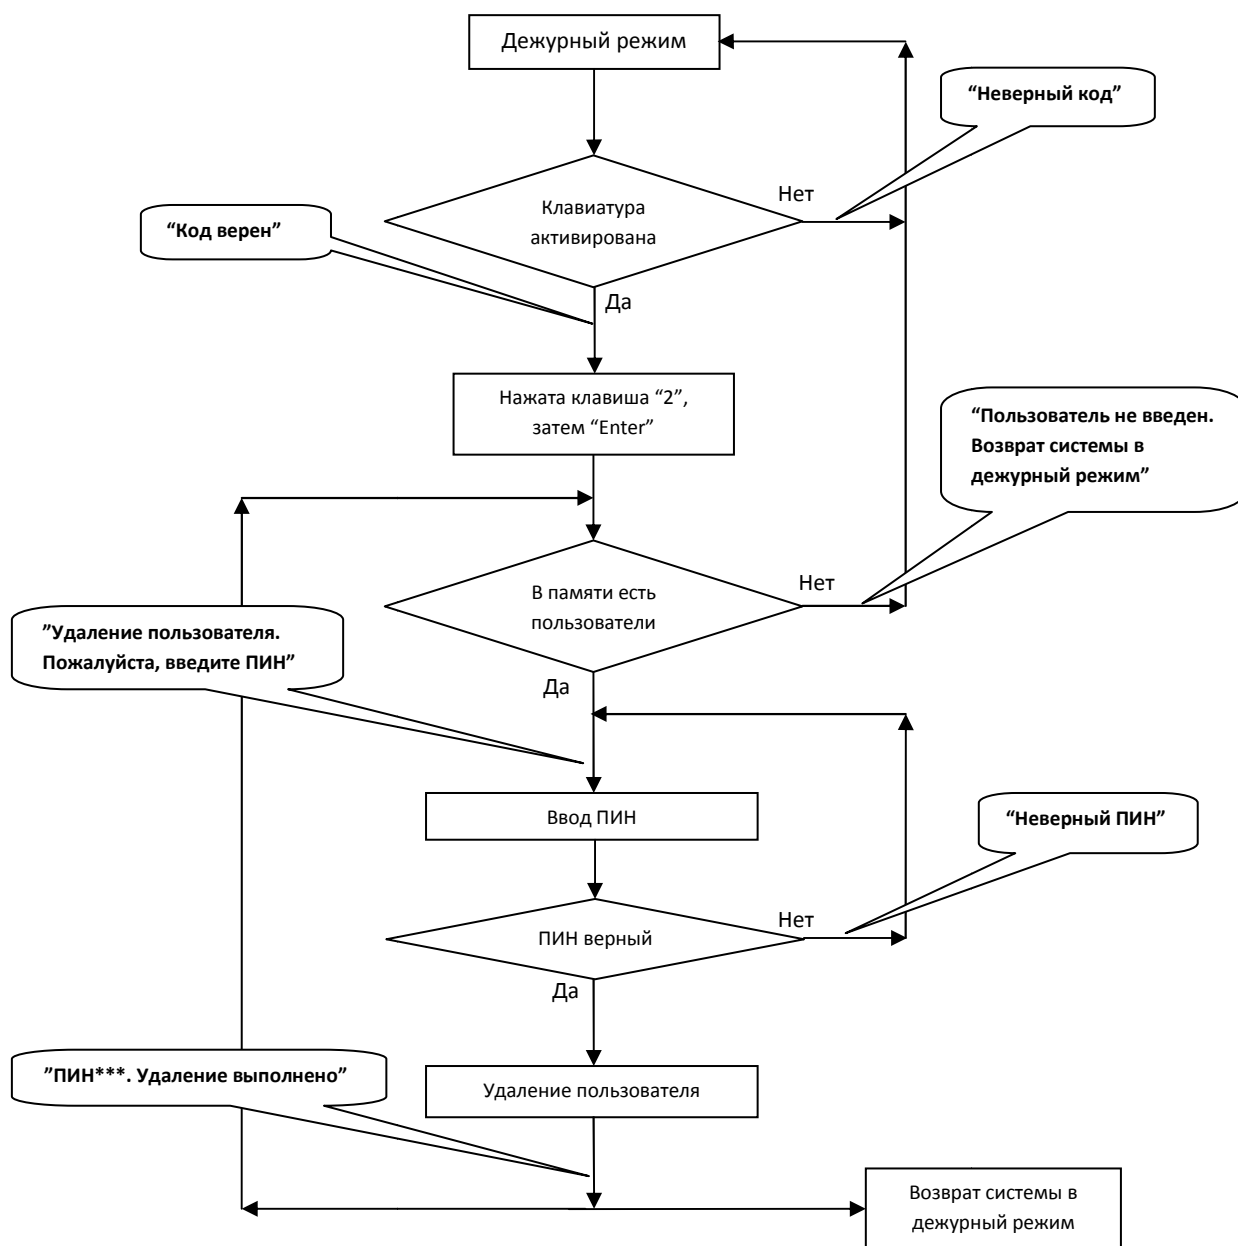 Дежурный режим
“Неверный код”
Нет
Клавиатура
активирована
“Код верен”
Да
Нажата клавиша “2”,
затем “Enter”
“Пользователь не введен.
Возврат системы в
дежурный режим”
Нет
В памяти есть
пользователи
”Удаление пользователя.
Пожалуйста, введите ПИН”
Да
Ввод ПИН
“Неверный ПИН”
Нет
ПИН верный
Да
”ПИН***. Удаление выполнено”
Удаление пользователя
Возврат системы в
дежурный режим